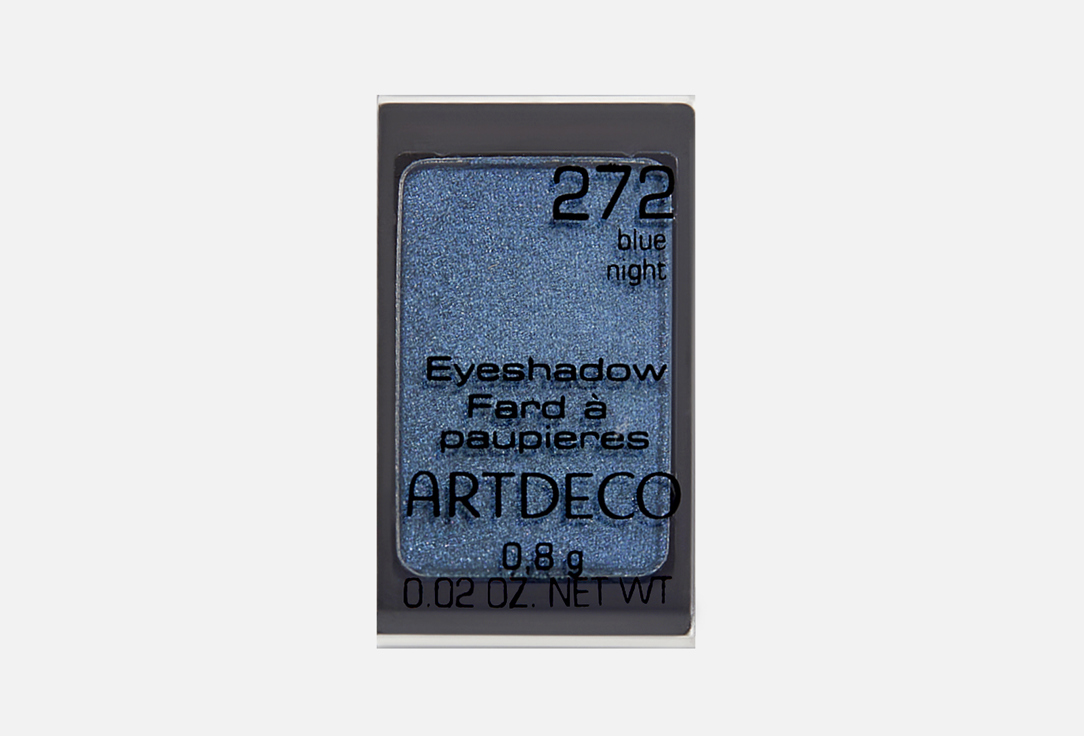 272
blue
night
Eyeshadow
Fard à
paupieres
ARTDECO
0,8 g
0.02 OZ. NET WT